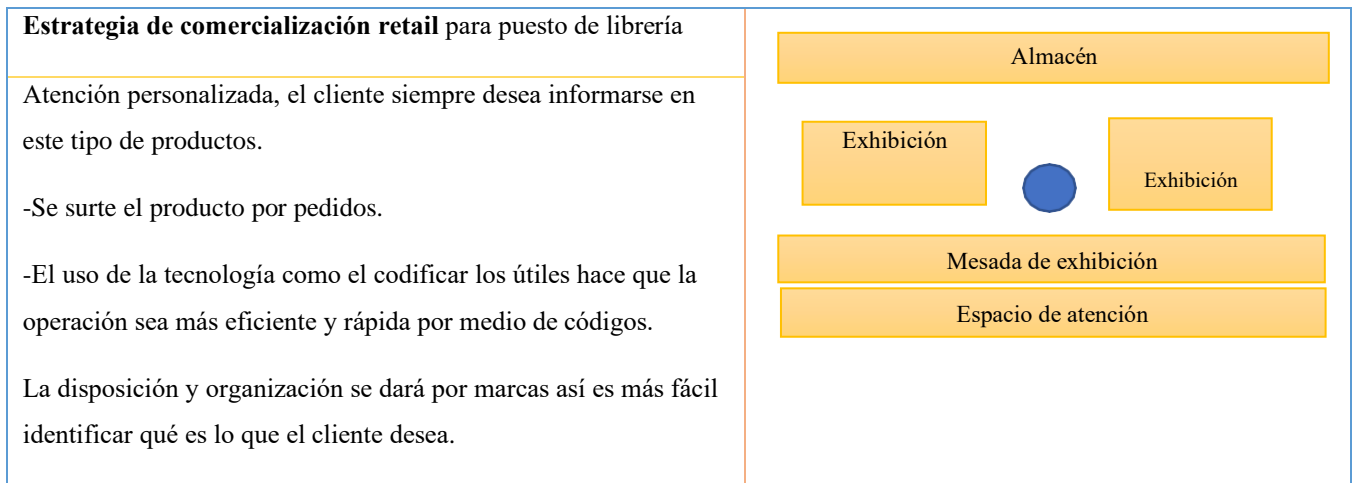 Estrategia de comercialización retail para puesto de librería
Atención personalizada, el cliente siempre desea informarse en
este tipo de productos.
-Se surte el producto por pedidos.
-El uso de la tecnología como el codificar los útiles hace que la
operación sea más eficiente y rápida por medio de códigos.
La disposición y organización se dará por marcas así es más fácil
identificar qué es lo que el cliente desea.
Almacén
Exhibición
Exhibición
Mesada de exhibición
Espacio de atención